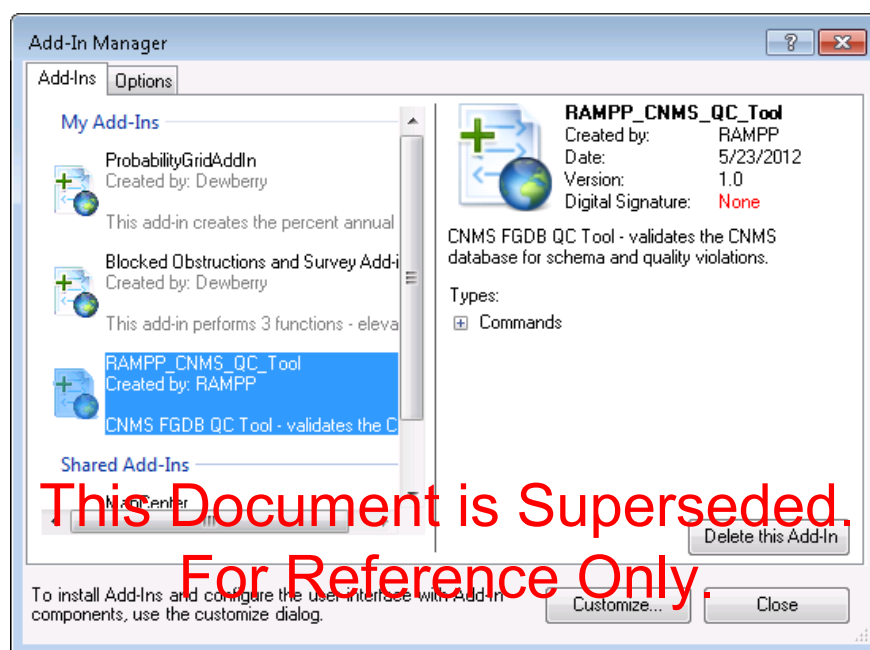 Add-In Manager
Add-Ins
Options
My Add-Ins
ProbabilityGridAddIn
Created by: Dewberry
This add-in creates the percent annual
Blocked Obstructions and Survey Add-i
Created by: Dewberry
This add-in performs 3 functions - eleva
RAMPP_CNMS_QC_Tool
Created by: RAMPP
CNMS FGDB QC Tool - validates the C
Shared Add-Ins
MapCenter
RAMPP_CNMS_QC_Tool
Created by: RAMPP
Date: 5/23/2012
Version: 1.0
Digital Signature: None
CNMS FGDB QC Tool - validates the CNMS
database for schema and quality violations.
Types:
Commands
Delete this Add-In
This Document is Superseded.
For Reference Only.
To install Add-Ins and configure the user interface with Add-In
components, use the customize dialog.
Customize...
Close